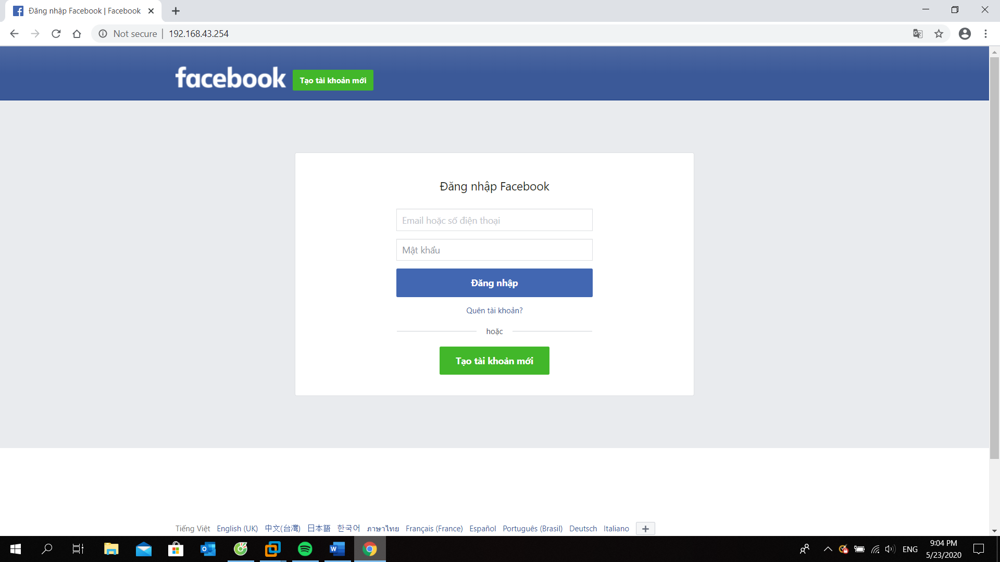 Đăng nhập Facebook | Facebook
Not secure | 192.168.43.254
facebook
Tạo tài khoản mới
Đăng nhập Facebook
Email hoặc số điện thoại
Mật khẩu
Đăng nhập
Quên tài khoản?
hoặc
Tạo tài khoản mới
Tiếng Việt English (UK) 中文(台灣) 日本語 한국어 ภาษาไทย Français (France) Español Português (Brasil) Deutsch Italiano
ENG
9:04 PM
5/23/2020